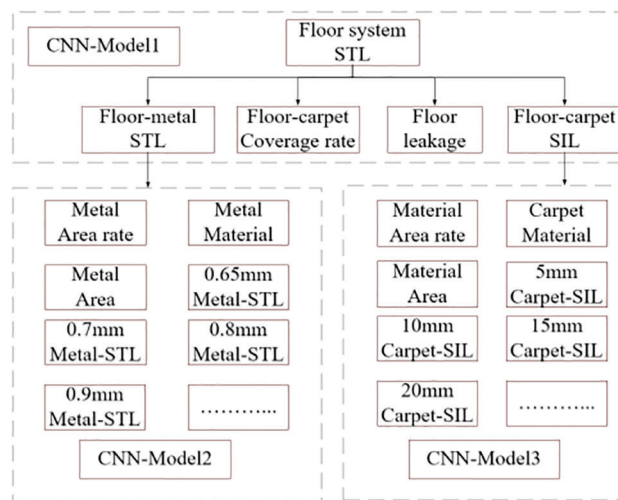 CNN-Model1
Floor system
STL
Floor-metal
STL
Floor-carpet
Coverage rate
Floor
leakage
Floor-carpet
SIL
Metal
Area rate
Metal
Material
Metal
Area
0.65mm
Metal-STL
0.7mm
Metal-STL
0.8mm
Metal-STL
0.9mm
Metal-STL
............
CNN-Model2
Material
Area rate
Carpet
Material
Material
Area
5mm
Carpet-SIL
10mm
Carpet-SIL
15mm
Carpet-SIL
20mm
Carpet-SIL
............
CNN-Model3